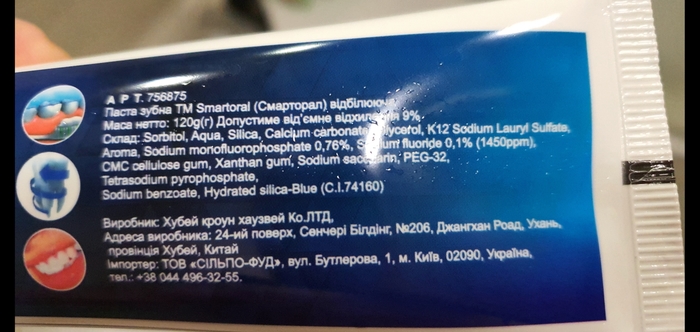 А Р Т. 756875
Паста зубна ТМ Smartoral (Смарторал) відбілююча
Маса нетто: 120g(г) Допустиме від'ємне відхилення 9%
Склад: Sorbitol, Aqua, Silica, Calcium carbonate, Glycerol, K12 Sodium Lauryl Sulfate,
Aroma, Sodium monofluorophosphate 0,76%, Sodium fluoride 0,1% (1450ppm),
CMC cellulose gum, Xanthan gum, Sodium saccharin, PEG-32,
Tetrasodium pyrophosphate,
Sodium benzoate, Hydrated silica-Blue (C.I.74160)
Виробник: Хубей кроун хаузвей Ко.ЛТД,
Адреса виробника: 24-ий поверх, Сенчері Білдінг, №206, Джангхан Роад, Ухань,
провінція Хубей, Китай
Імпортер: ТОВ «СІЛЬПО-ФУД», вул. Бутлерова, 1, м. Київ, 02090, Україна,
тел.: +38 044 496-32-55.